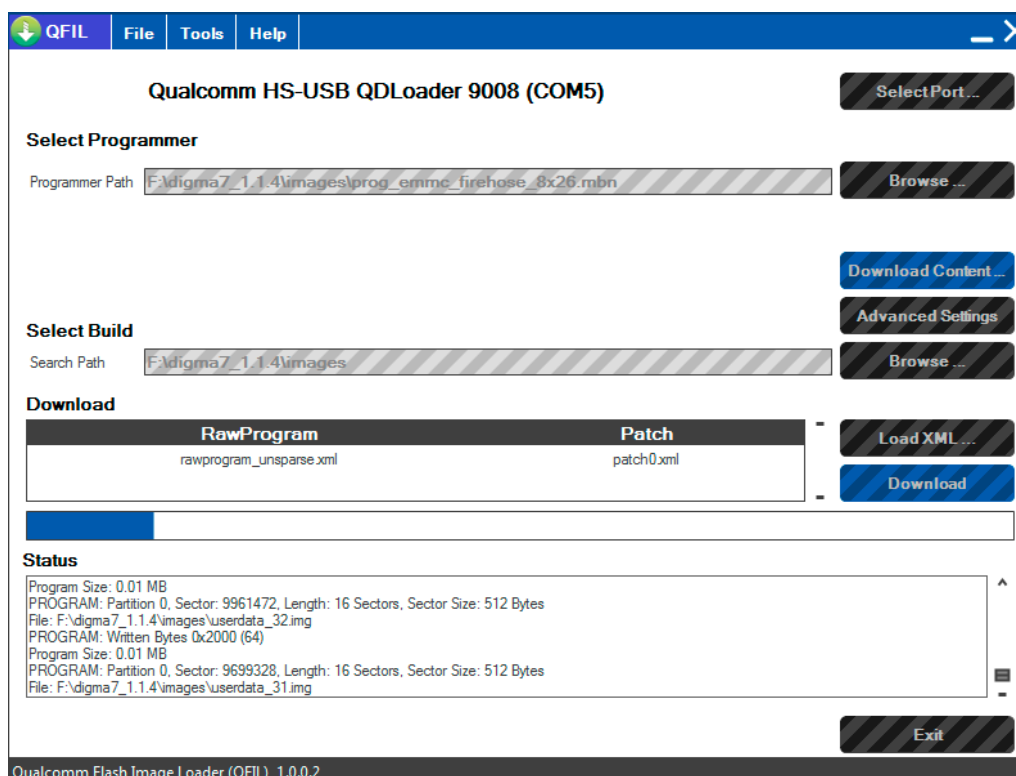 QFIL File Tools Help
Qualcomm HS-USB QDLoader 9008 (COM5)
Select Port ...
Select Programmer
Programmer Path F:\digma7_1.1.4\images\prog_emmc_firehose_8x26.mbn
Browse ...
Download Content ...
Advanced Settings
Select Build
Search Path F:\digma7_1.1.4\images
Browse ...
Download
RawProgram Patch
Load XML ...
rawprogram_unsparse.xml patch0.xml
Download
Status
Program Size: 0.01 MB
PROGRAM: Partition 0, Sector: 9961472, Length: 16 Sectors, Sector Size: 512 Bytes
File: F:\digma7_1.1.4\images\userdata_32.img
PROGRAM: Written Bytes 0x2000 (64)
Program Size: 0.01 MB
PROGRAM: Partition 0, Sector: 9699328, Length: 16 Sectors, Sector Size: 512 Bytes
File: F:\digma7_1.1.4\images\userdata_31.img
Exit
Qualcomm Flash Image Loader (QFIL) 1.0.0.2